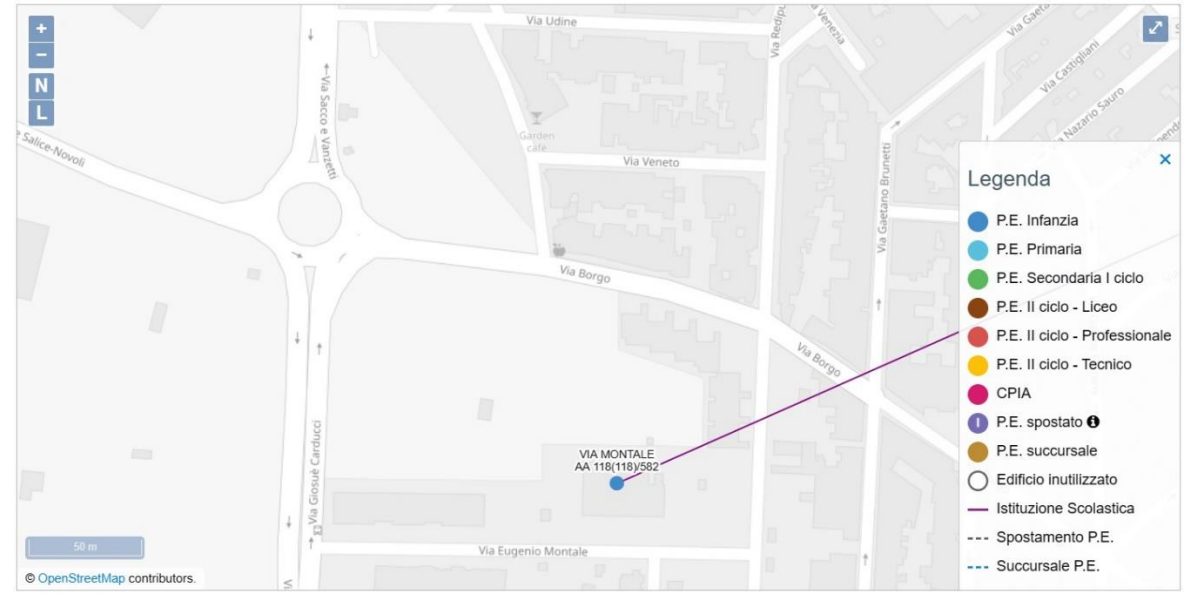 +
−
N
L
Via Udine
Via Redipu
Via Venezia
Via Gaeta
Via Castigliani
Via Nazario Sauro
Via Sacco e Vanzetti
Garden
café
Via Veneto
Salice-Novoli
Via Gaetano Brunetti
Via Borgo
Via Borgo
Via Giosuè Carducci
VIA MONTALE
AA 118(118)/582
Via Eugenio Montale
50 m
© OpenStreetMap contributors.
×
Legenda
P.E. Infanzia
P.E. Primaria
P.E. Secondaria I ciclo
P.E. II ciclo - Liceo
P.E. II ciclo - Professionale
P.E. II ciclo - Tecnico
CPIA
I P.E. spostato
P.E. succursale
Edificio inutilizzato
Istituzione Scolastica
Spostamento P.E.
Succursale P.E.